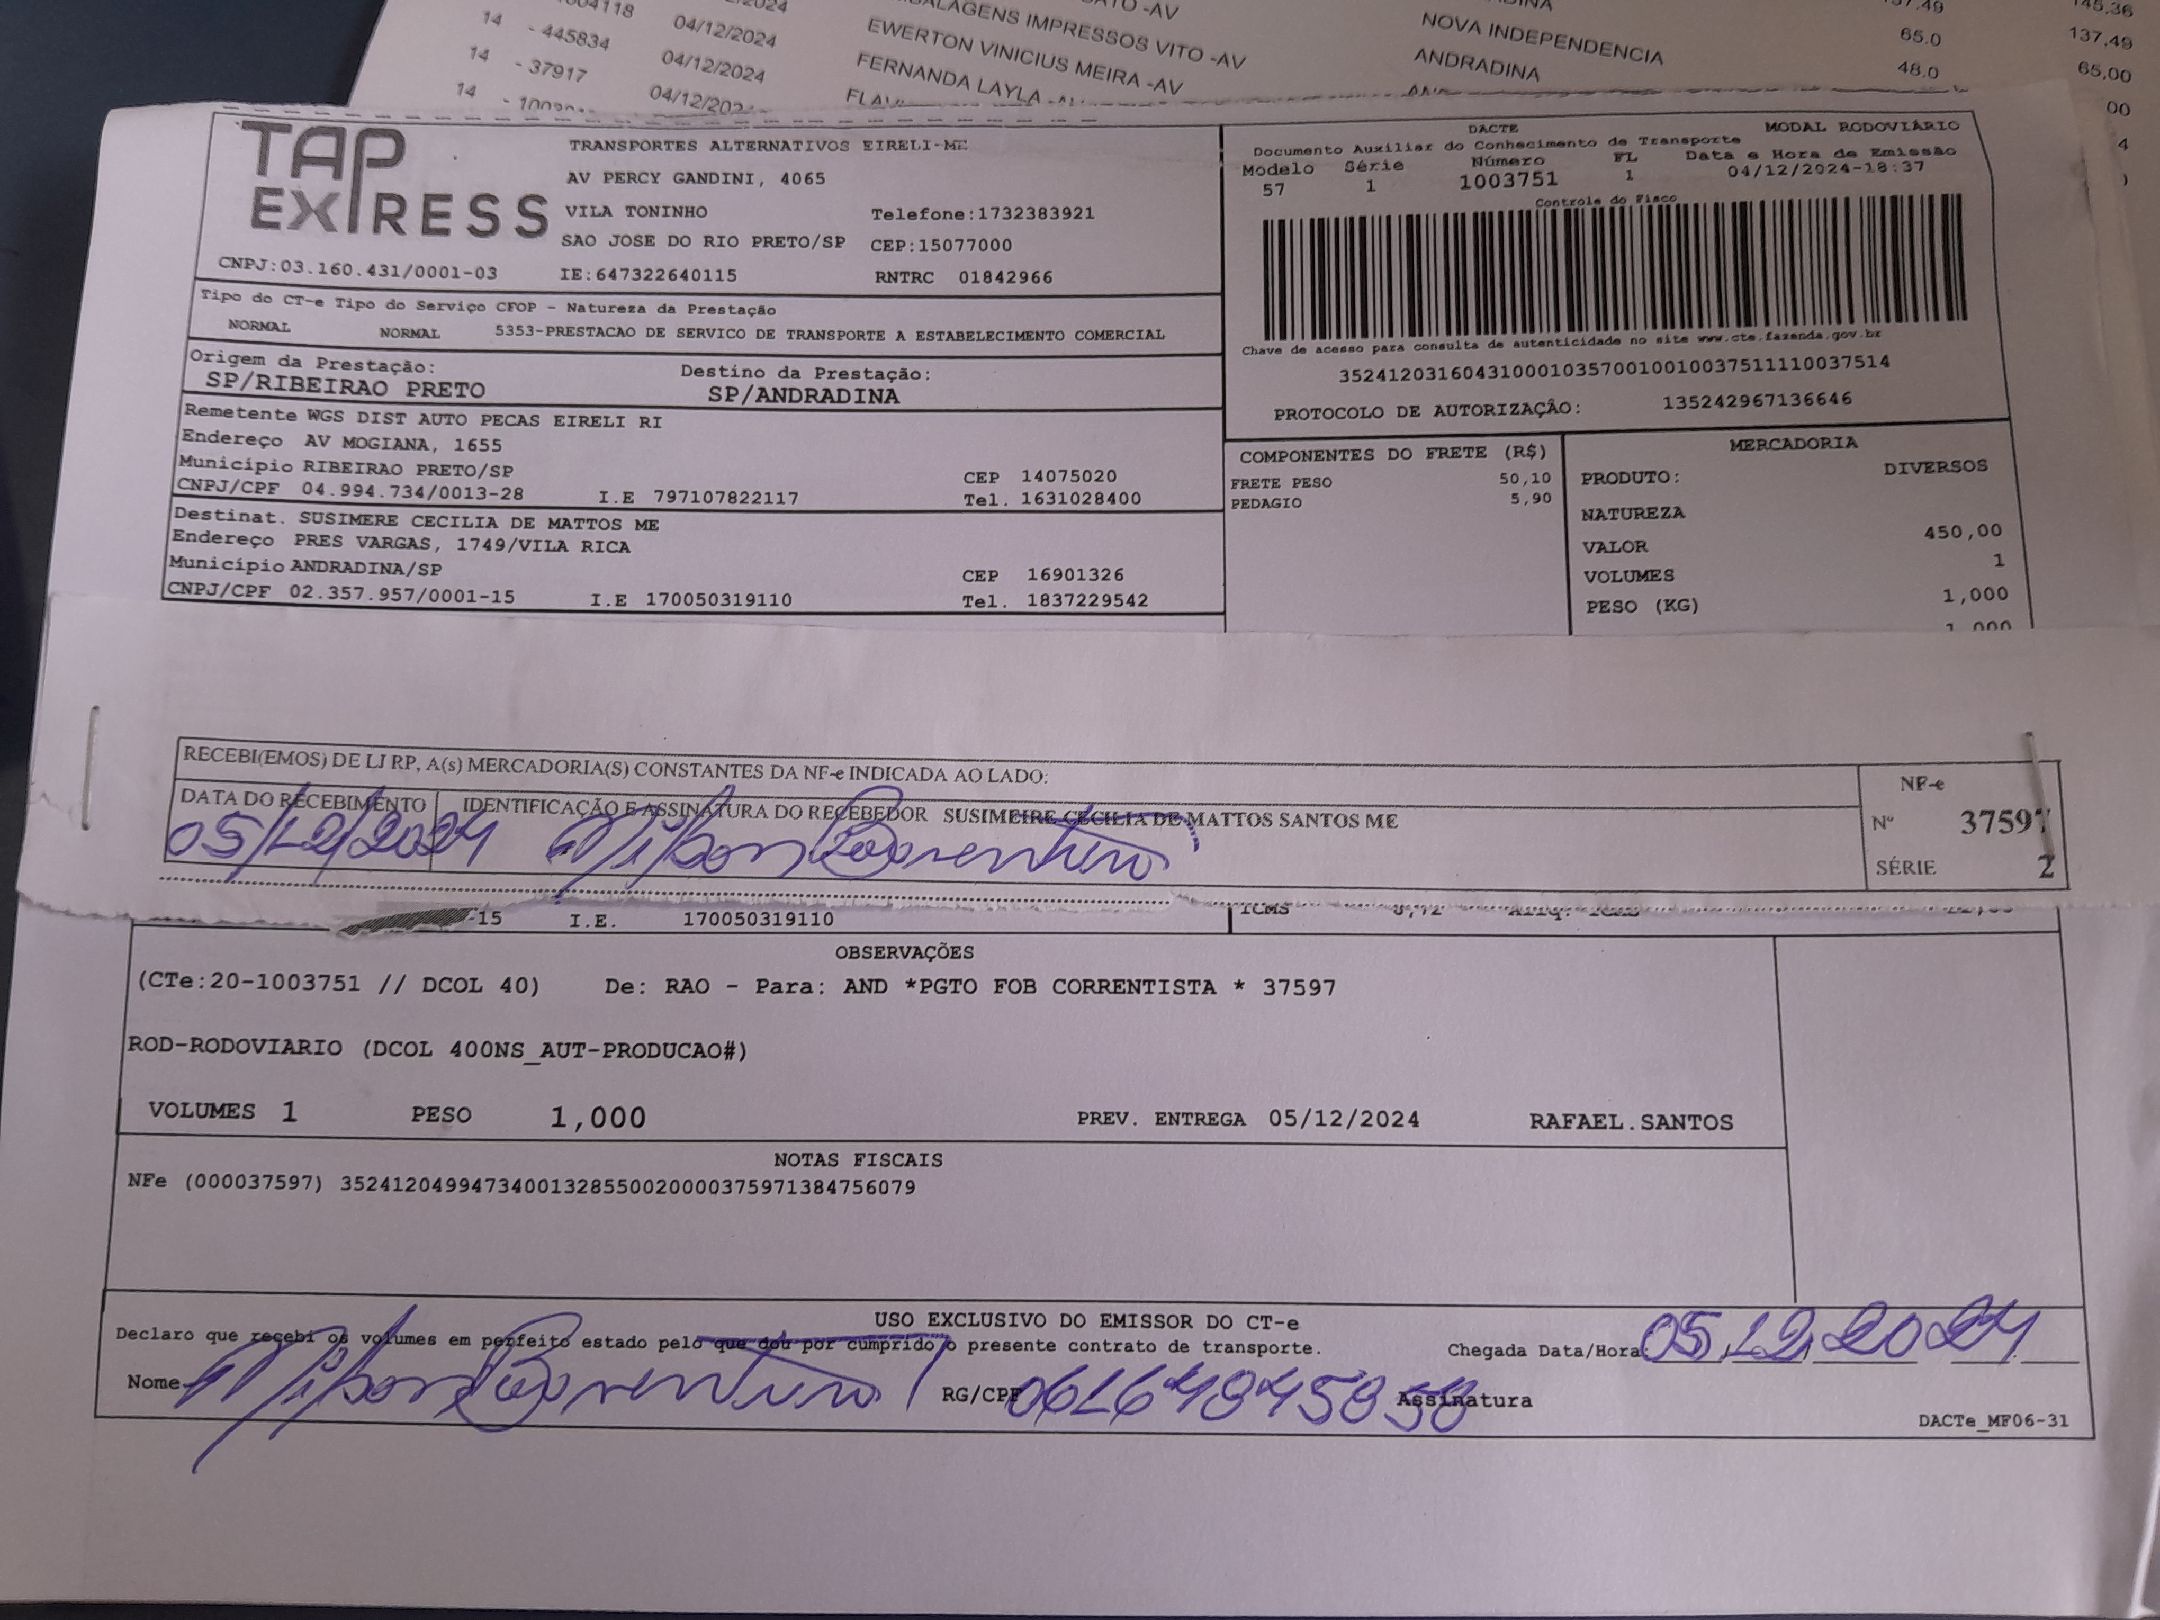 04/12/2024
EMBALAGENS IMPRESSOS VITO -AV
NOVA INDEPENDENCIA
65.0
137,49
14 - 445834 04/12/2024 EWERTON VINICIUS MEIRA -AV ANDRADINA 48.0 65,00
14 - 37917 04/12/2024 FERNANDA LAYLA
14
TAP EXPRESS
TRANSPORTES ALTERNATIVOS EIRELI-ME
AV PERCY GANDINI, 4065
VILA TONINHO Telefone:1732383921
SAO JOSE DO RIO PRETO/SP CEP:15077000
CNPJ:03.160.431/0001-03 IE:647322640115 RNTRC 01842966
DACTE MODAL RODOVIÁRIO
Documento Auxiliar do Conhecimento de Transporte
Modelo Série Número FL Data e Hora de Emissão
57 1 1003751 1 04/12/2024-18:37
Controle do Fisco
Chave de acesso para consulta de autenticidade no site www.cte.fazenda.gov.br
35241203160431000103570010010037511110037514
PROTOCOLO DE AUTORIZAÇÃO: 135242967136646
Tipo do CT-e Tipo do Serviço CFOP - Natureza da Prestação
NORMAL NORMAL 5353-PRESTACAO DE SERVICO DE TRANSPORTE A ESTABELECIMENTO COMERCIAL
Origem da Prestação: Destino da Prestação:
SP/RIBEIRAO PRETO SP/ANDRADINA
Remetente WGS DIST AUTO PECAS EIRELI RI
Endereço AV MOGIANA, 1655
Município RIBEIRAO PRETO/SP CEP 14075020
CNPJ/CPF 04.994.734/0013-28 I.E 797107822117 Tel. 1631028400
Destinat. SUSIMERE CECILIA DE MATTOS ME
Endereço PRES VARGAS, 1749/VILA RICA
Município ANDRADINA/SP CEP 16901326
CNPJ/CPF 02.357.957/0001-15 I.E 170050319110 Tel. 1837229542
COMPONENTES DO FRETE (R$)
FRETE PESO 50,10
PEDAGIO 5,90
MERCADORIA
PRODUTO: DIVERSOS
NATUREZA
VALOR 450,00
VOLUMES 1
PESO (KG) 1,000
1,000
RECEBI(EMOS) DE LJ RP, A(s) MERCADORIA(S) CONSTANTES DA NF-e INDICADA AO LADO:
DATA DO RECEBIMENTO IDENTIFICAÇÃO E ASSINATURA DO RECEBEDOR SUSIMEIRE CECILIA DE MATTOS SANTOS ME
05/12/2024
NF-e
Nº 37597
SÉRIE 2
-15 I.E. 170050319110
ICMS
OBSERVAÇÕES
(CTe:20-1003751 // DCOL 40) De: RAO - Para: AND *PGTO FOB CORRENTISTA * 37597
ROD-RODOVIARIO (DCOL 400NS_AUT-PRODUCAO#)
VOLUMES 1 PESO 1,000 PREV. ENTREGA 05/12/2024 RAFAEL.SANTOS
NOTAS FISCAIS
NFe (000037597) 35241204994734001328550020000375971384756079
USO EXCLUSIVO DO EMISSOR DO CT-e
Declaro que recebi os volumes em perfeito estado pelo que dou por cumprido o presente contrato de transporte.
Chegada Data/Hora: 05 12 2024
Nome RG/CPF Assinatura
DACTe_MF06-31